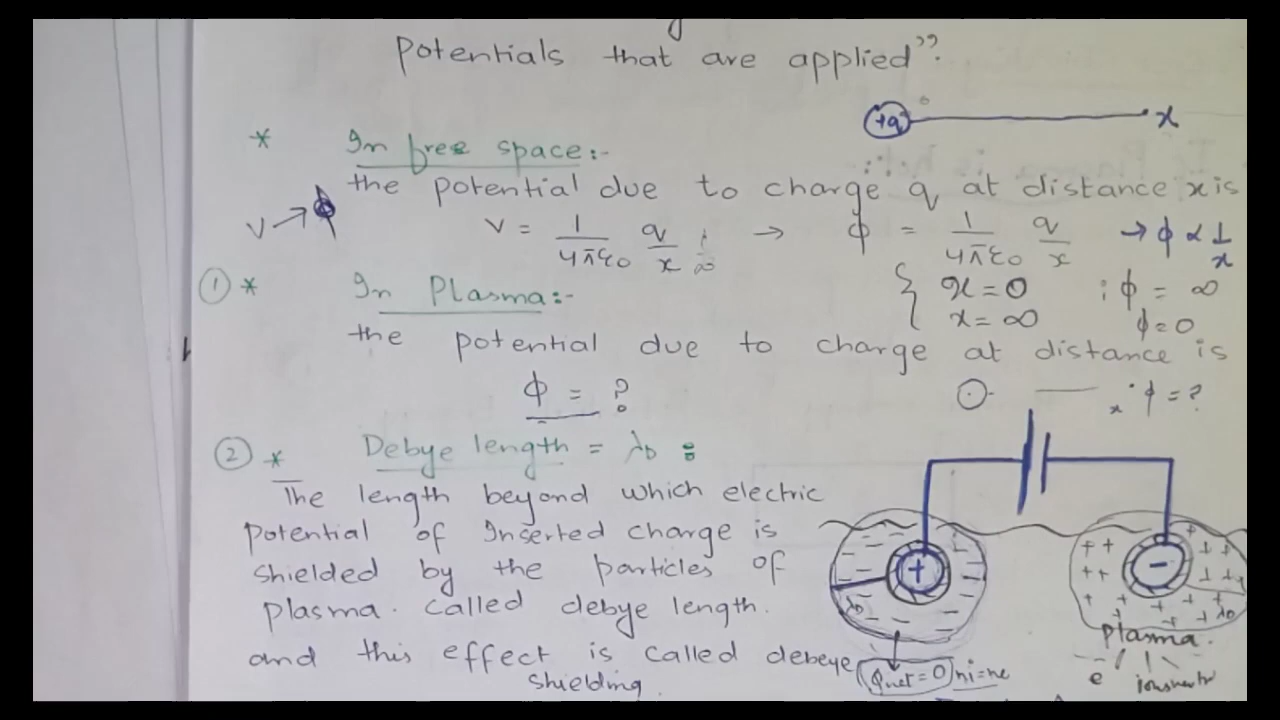 Potentials that are applied”.
+q x
* In free space:-
the potential due to charge q at distance x is
V → ϕ V = 1/4πε0 q/x ; → ϕ = 1/4πε0 q/x → ϕ ∝ 1/x
∞
① * In Plasma:- { x = 0 ; ϕ = ∞
x = ∞ ϕ = 0
the potential due to charge at distance is
ϕ = ? x ϕ = ?
② * Debye length = λD :
The length beyond which electric
Potential of Inserted charge is
shielded by the particles of
plasma. called debye length.
and this effect is called debeye
shielding.
+ −
λD λD
plasma.
qnet = 0 ni = ne e